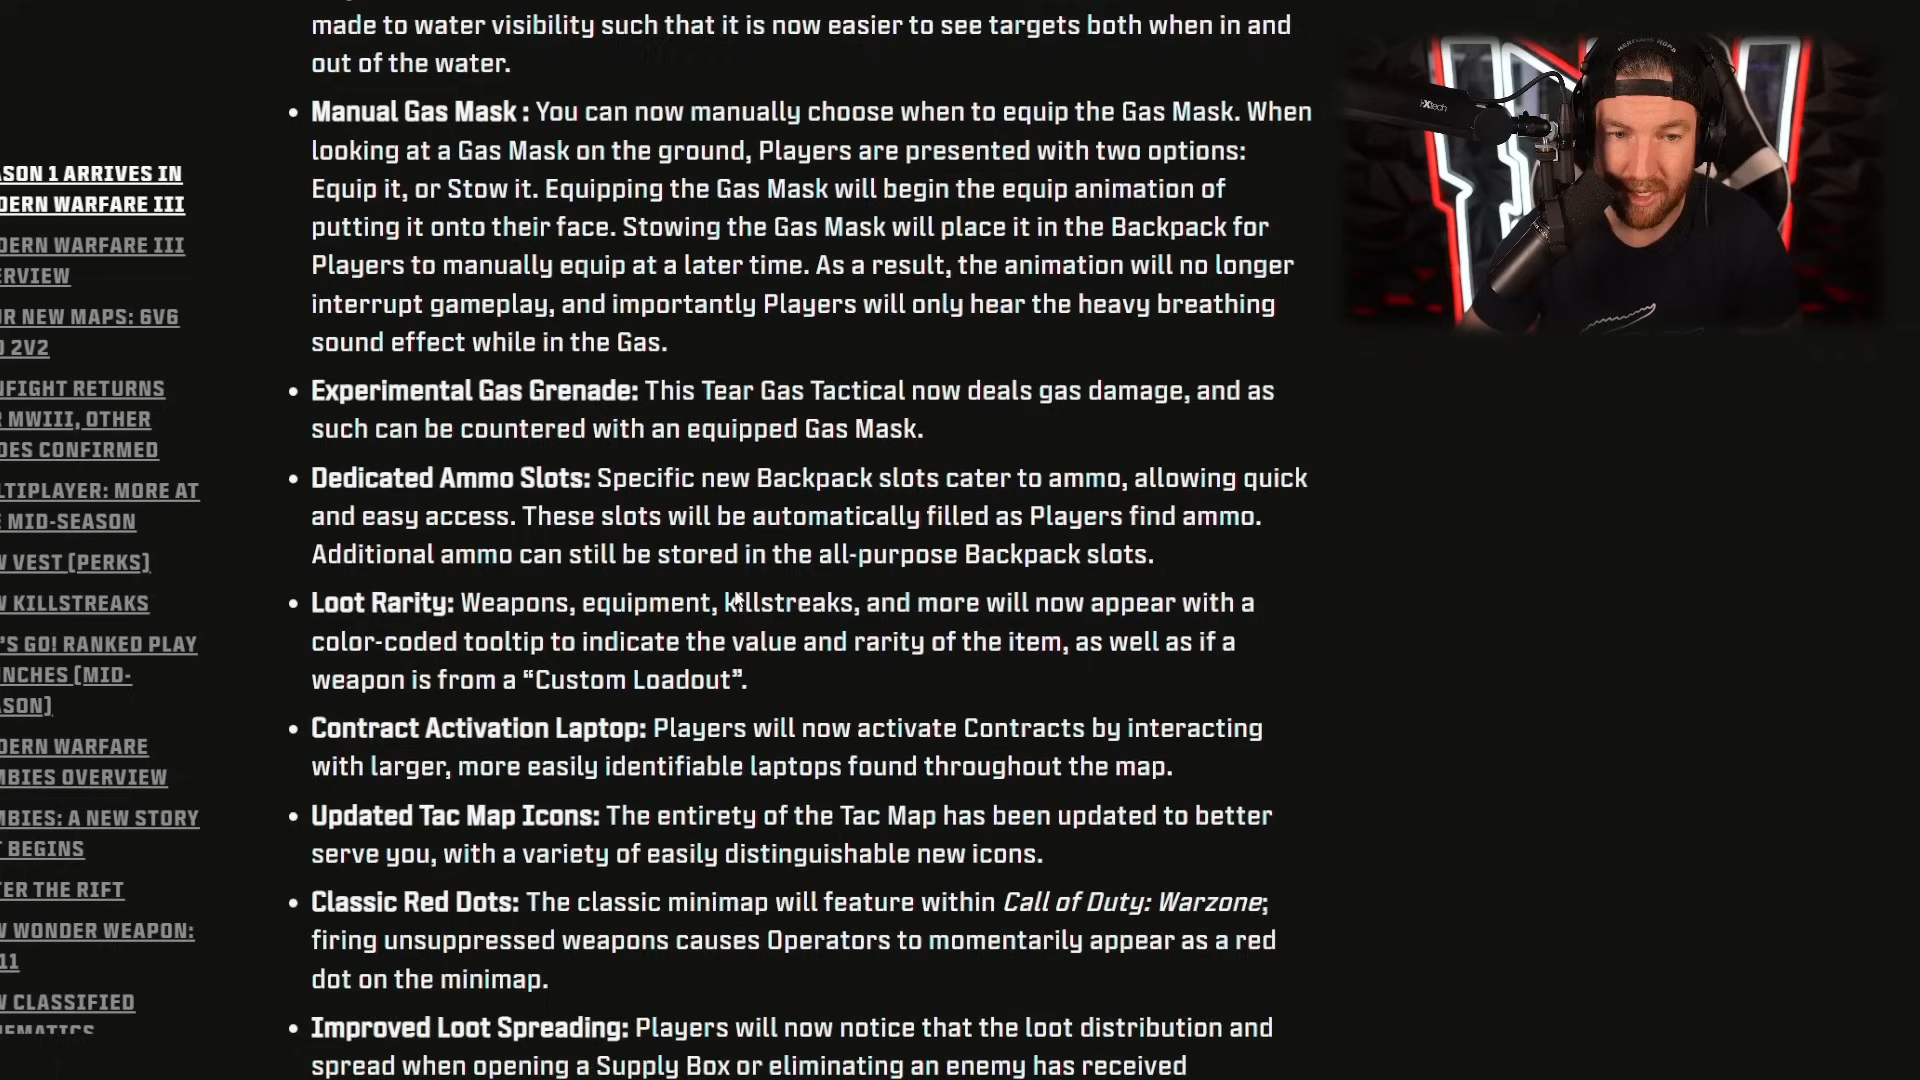 made to water visibility such that it is now easier to see targets both when in and
out of the water.
Manual Gas Mask : You can now manually choose when to equip the Gas Mask. When
looking at a Gas Mask on the ground, Players are presented with two options:
Equip it, or Stow it. Equipping the Gas Mask will begin the equip animation of
putting it onto their face. Stowing the Gas Mask will place it in the Backpack for
Players to manually equip at a later time. As a result, the animation will no longer
interrupt gameplay, and importantly Players will only hear the heavy breathing
sound effect while in the Gas.
Experimental Gas Grenade: This Tear Gas Tactical now deals gas damage, and as
such can be countered with an equipped Gas Mask.
Dedicated Ammo Slots: Specific new Backpack slots cater to ammo, allowing quick
and easy access. These slots will be automatically filled as Players find ammo.
Additional ammo can still be stored in the all-purpose Backpack slots.
Loot Rarity: Weapons, equipment, killstreaks, and more will now appear with a
color-coded tooltip to indicate the value and rarity of the item, as well as if a
weapon is from a “Custom Loadout”.
Contract Activation Laptop: Players will now activate Contracts by interacting
with larger, more easily identifiable laptops found throughout the map.
Updated Tac Map Icons: The entirety of the Tac Map has been updated to better
serve you, with a variety of easily distinguishable new icons.
Classic Red Dots: The classic minimap will feature within Call of Duty: Warzone;
firing unsuppressed weapons causes Operators to momentarily appear as a red
dot on the minimap.
Improved Loot Spreading: Players will now notice that the loot distribution and
spread when opening a Supply Box or eliminating an enemy has received
ASON 1 ARRIVES IN
DERN WARFARE III
DERN WARFARE III
ERVIEW
R NEW MAPS: 6V6
2V2
NFIGHT RETURNS
R MWIII, OTHER
DES CONFIRMED
LTIPLAYER: MORE AT
MID-SEASON
W VEST [PERKS]
W KILLSTREAKS
'S GO! RANKED PLAY
NCHES [MID-
SON]
DERN WARFARE
MBIES OVERVIEW
MBIES: A NEW STORY
BEGINS
TER THE RIFT
W WONDER WEAPON:
11
W CLASSIFIED